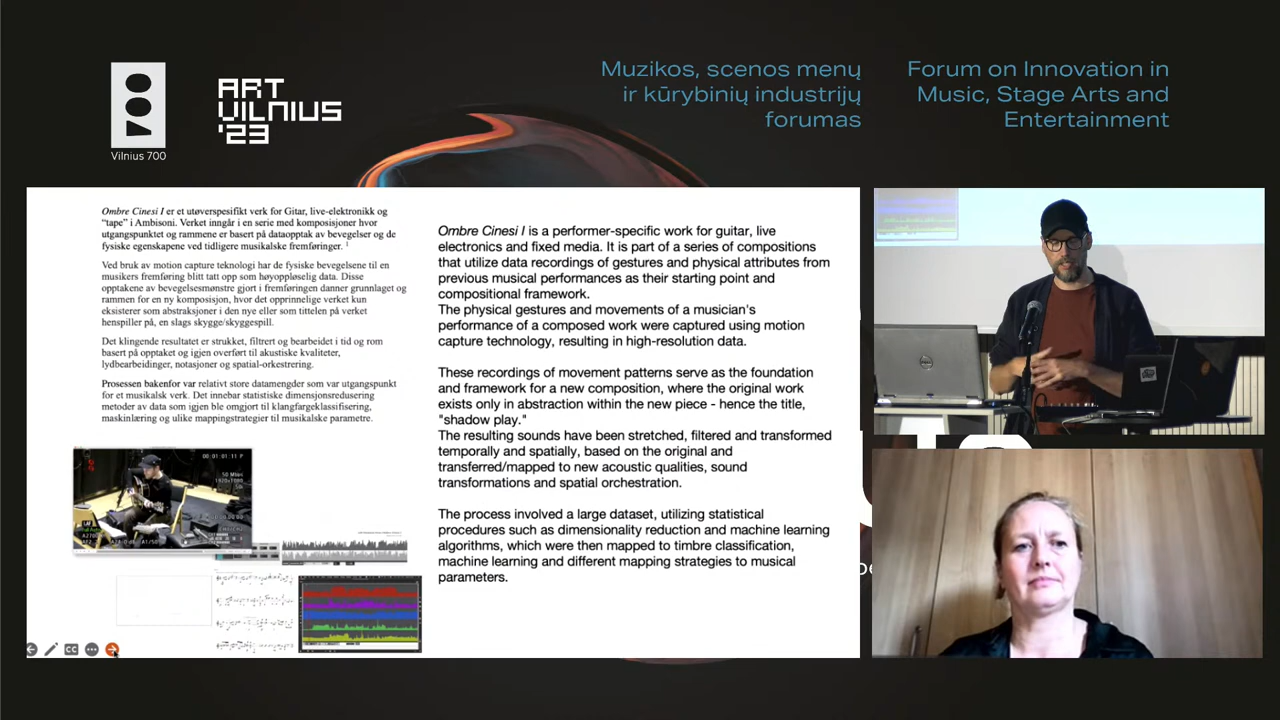 Vilnius 700
ART
VILNIUS
'23
Muzikos, scenos menų
ir kūrybinių industrijų
forumas
Forum on Innovation in
Music, Stage Arts and
Entertainment
Ombre Cinesi I er et utøverspesifikt verk for Gitar, live-elektronikk og
“tape” i Ambisoni. Verket inngår i en serie med komposisjoner hvor
utgangspunktet og rammene er basert på dataopptak av bevegelser og de
fysiske egenskapene ved tidligere musikalske fremføringer. 1
Ved bruk av motion capture teknologi har de fysiske bevegelsene til en
musikers fremføring blitt tatt opp som høyoppløselig data. Disse
opptakene av bevegelsesmønstre gjort i fremføringen danner grunnlaget og
rammen for en ny komposisjon, hvor det opprinnelige verket kun
eksisterer som abstraksjoner i den nye eller som tittelen på verket
henspiller på, en slags skygge/skyggespill.
Det klingende resultatet er strukket, filtrert og bearbeidet i tid og rom
basert på opptaket og igjen overført til akustiske kvaliteter,
lydbearbeidinger, notasjoner og spatial-orkestrering.
Prosessen bakenfor var relativt store datamengder som var utgangspunkt
for et musikalsk verk. Det innebar statistiske dimensjonsredusering
metoder av data som igjen ble omgjort til klangfargeklassifisering,
maskinlæring og ulike mappingstrategier til musikalske parametre.
Ombre Cinesi I is a performer-specific work for guitar, live
electronics and fixed media. It is part of a series of compositions
that utilize data recordings of gestures and physical attributes from
previous musical performances as their starting point and
compositional framework.
The physical gestures and movements of a musician's
performance of a composed work were captured using motion
capture technology, resulting in high-resolution data.
These recordings of movement patterns serve as the foundation
and framework for a new composition, where the original work
exists only in abstraction within the new piece - hence the title,
"shadow play."
The resulting sounds have been stretched, filtered and transformed
temporally and spatially, based on the original and
transferred/mapped to new acoustic qualities, sound
transformations and spatial orchestration.
The process involved a large dataset, utilizing statistical
procedures such as dimensionality reduction and machine learning
algorithms, which were then mapped to timbre classification,
machine learning and different mapping strategies to musical
parameters.
00:01:01:11 P
50 Mbps
CC
DELL